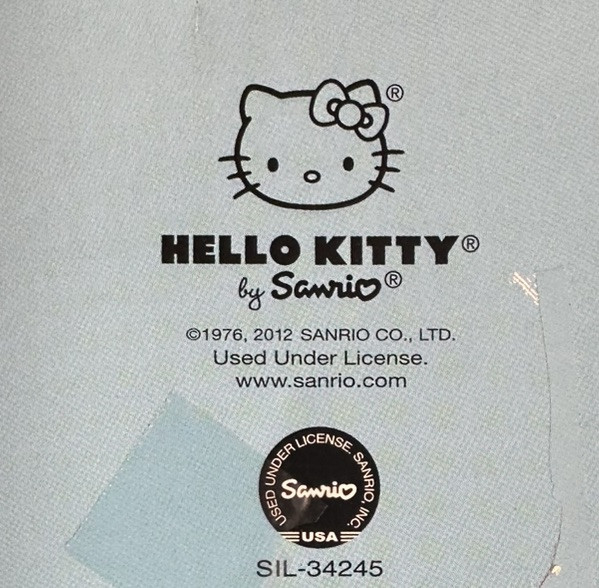 ®
HELLO KITTY®
by Sanrio®
©1976, 2012 SANRIO CO., LTD.
Used Under License.
www.sanrio.com
USED UNDER LICENSE. SANRIO, INC.
Sanrio
USA
SIL-34245